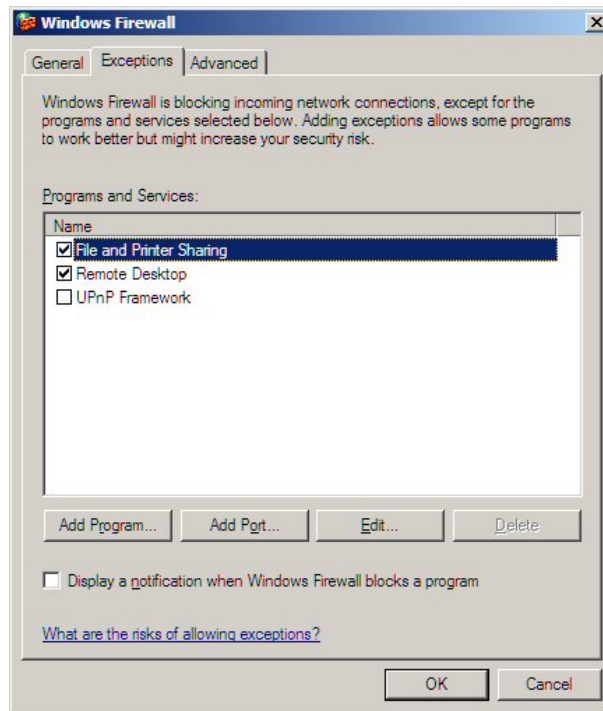 Windows Firewall
General Exceptions Advanced
Windows Firewall is blocking incoming network connections, except for the
programs and services selected below. Adding exceptions allows some programs
to work better but might increase your security risk.
Programs and Services:
Name
File and Printer Sharing
Remote Desktop
UPnP Framework
Add Program... Add Port... Edit... Delete
Display a notification when Windows Firewall blocks a program
What are the risks of allowing exceptions?
OK Cancel